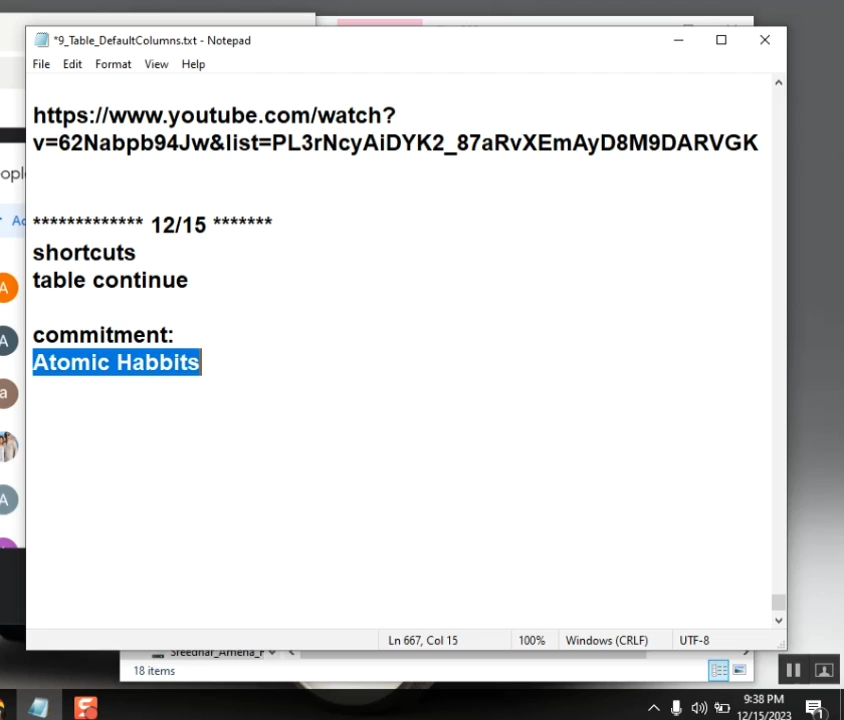 *9_Table_DefaultColumns.txt - Notepad
File Edit Format View Help
https://www.youtube.com/watch?
v=62Nabpb94Jw&list=PL3rNcyAiDYK2_87aRvXEmAyD8M9DARVGK
************* 12/15 *******
shortcuts
table continue
commitment:
Atomic Habbits
Ln 667, Col 15 100% Windows (CRLF) UTF-8
18 items
9:38 PM
12/15/2023
A
A
a
A